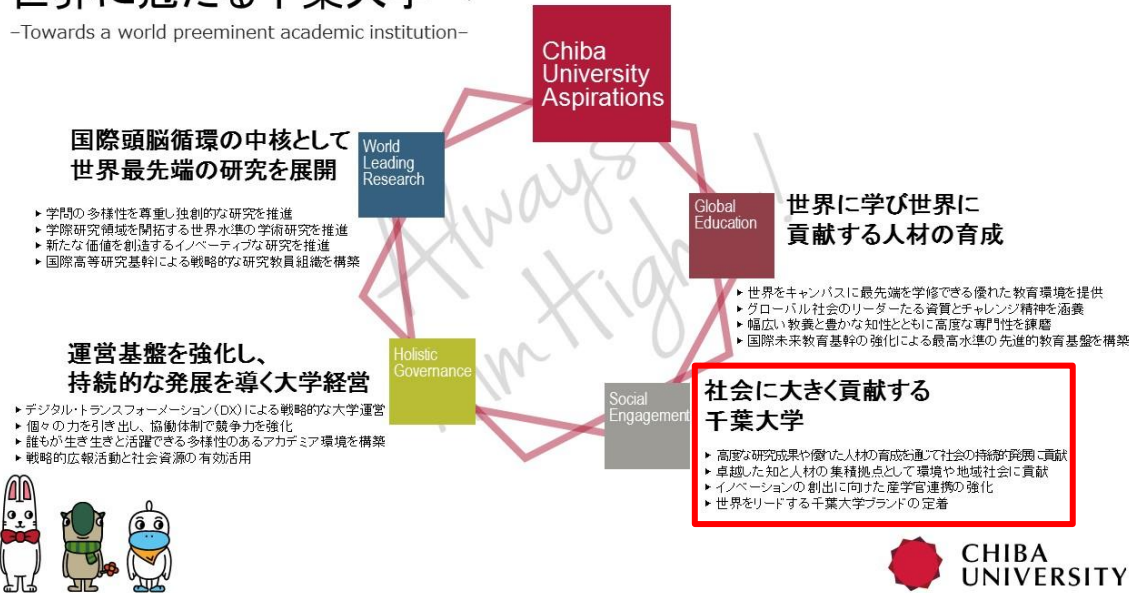 世界に冠たる千葉大学へ
–Towards a world preeminent academic institution–
Chiba
University
Aspirations
Always
Aim High!
国際頭脳循環の中核として
世界最先端の研究を展開
World
Leading
Research
▶ 学問の多様性を尊重し独創的な研究を推進
▶ 学際研究領域を開拓する世界水準の学術研究を推進
▶ 新たな価値を創造するイノベーティブな研究を推進
▶ 国際高等研究基幹による戦略的な研究教員組織を構築
Global
Education
世界に学び世界に
貢献する人材の育成
▶ 世界をキャンパスに最先端を学修できる優れた教育環境を提供
▶ グローバル社会のリーダーたる資質とチャレンジ精神を涵養
▶ 幅広い教養と豊かな知性とともに高度な専門性を錬磨
▶ 国際未来教育基幹の強化による最高水準の先進的教育基盤を構築
運営基盤を強化し、
持続的な発展を導く大学経営
Holistic
Governance
▶ デジタル・トランスフォーメーション(DX)による戦略的な大学運営
▶ 個々の力を引き出し、協働体制で競争力を強化
▶ 誰もが生き生きと活躍できる多様性のあるアカデミア環境を構築
▶ 戦略的広報活動と社会資源の有効活用
Social
Engagement
社会に大きく貢献する
千葉大学
▶ 高度な研究成果や優れた人材の育成を通じて社会の持続的発展に貢献
▶ 卓越した知と人材の集積拠点として環境や地域社会に貢献
▶ イノベーションの創出に向けた産学官連携の強化
▶ 世界をリードする千葉大学ブランドの定着
CHIBA
UNIVERSITY